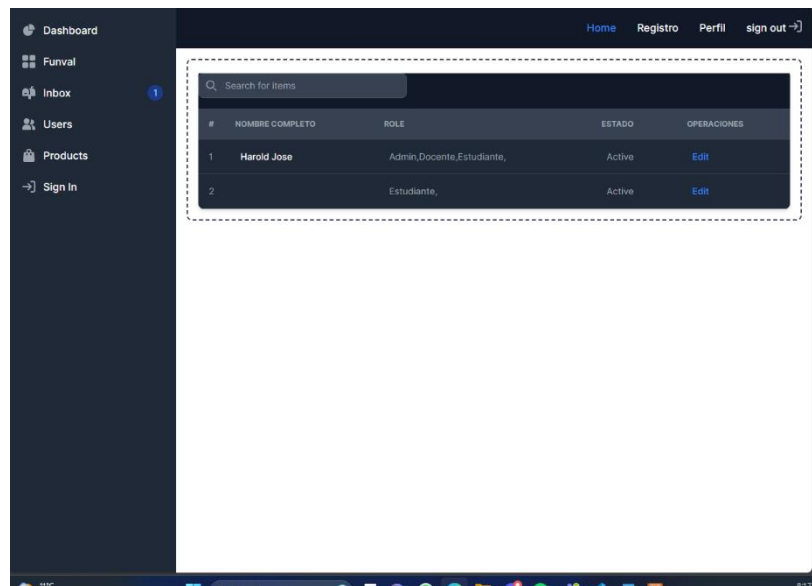 Dashboard
Funval
Inbox 1
Users
Products
Sign In
Home Registro Perfil sign out
Search for items
# NOMBRE COMPLETO ROLE ESTADO OPERACIONES
1 Harold Jose Admin,Docente,Estudiante, Active Edit
2 Estudiante, Active Edit